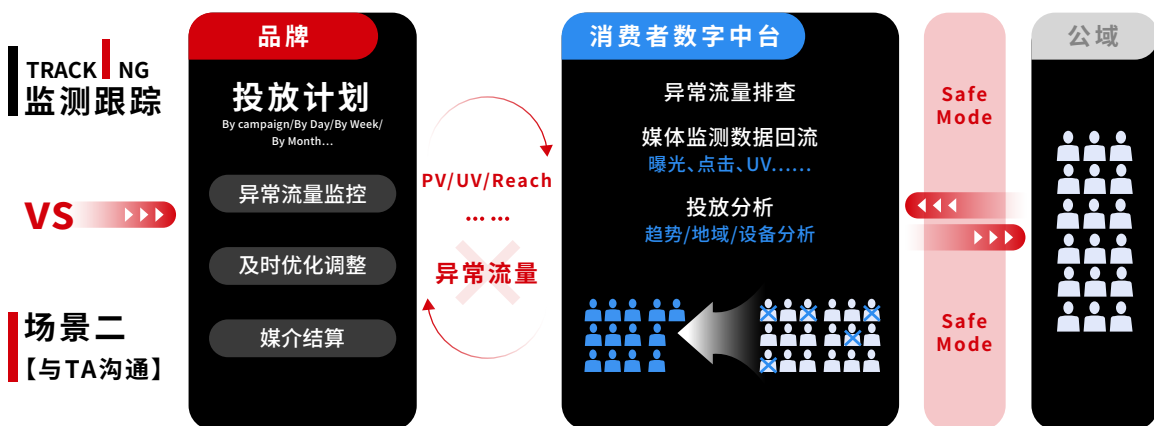 TRACKING
监测跟踪
VS
场景二
【与TA沟通】
品牌
投放计划
By campaign/By Day/By Week/
By Month...
异常流量监控
及时优化调整
媒介结算
PV/UV/Reach
... ...
异常流量
消费者数字中台
异常流量排查
媒体监测数据回流
曝光、点击、UV......
投放分析
趋势/地域/设备分析
Safe
Mode
Safe
Mode
公域